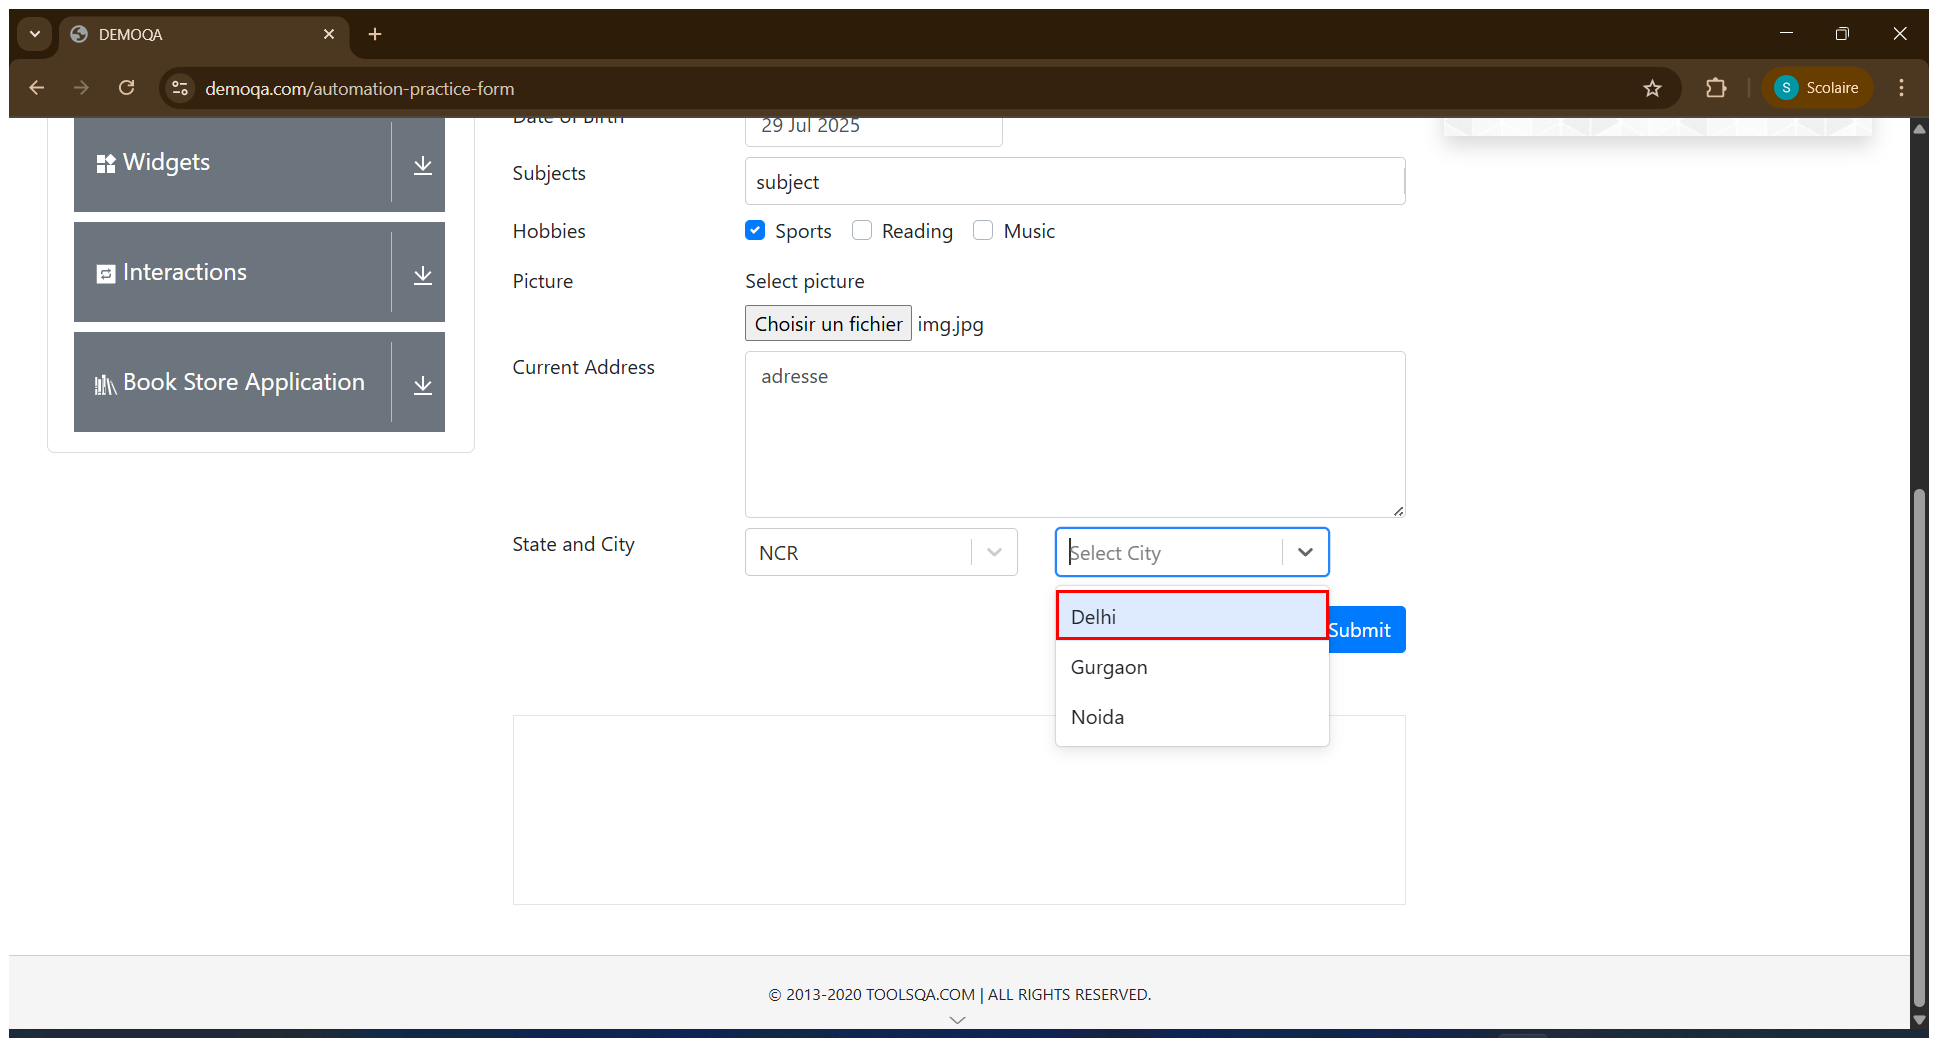 DEMOQA
demoqa.com/automation-practice-form
S Scolaire
Date of Birth
29 Jul 2025
Widgets
Subjects
subject
Hobbies
Sports Reading Music
Interactions
Picture
Select picture
Choisir un fichier img.jpg
Current Address
adresse
Book Store Application
State and City
NCR
Select City
Delhi
Submit
Gurgaon
Noida
© 2013-2020 TOOLSQA.COM | ALL RIGHTS RESERVED.